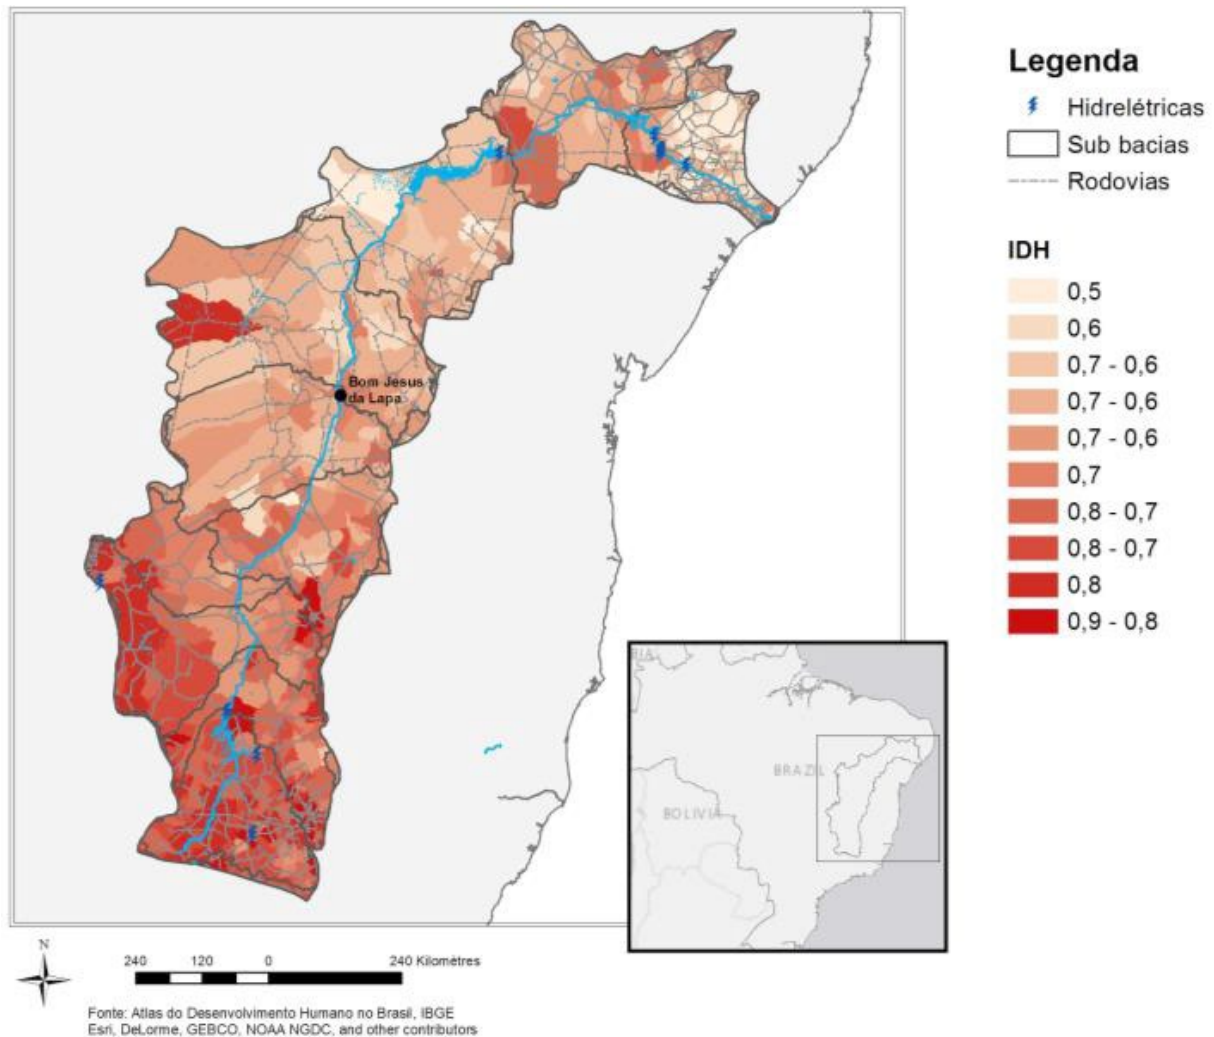 Legenda
Hidrelétricas
Sub bacias
Rodovias
IDH
0,5
0,6
0,7 - 0,6
0,7 - 0,6
0,7 - 0,6
0,7
0,8 - 0,7
0,8 - 0,7
0,8
0,9 - 0,8
Bom Jesus
da Lapa
BRAZIL
BOLIVIA
N
240 120 0 240 Kilomètres
Fonte: Atlas do Desenvolvimento Humano no Brasil, IBGE
Esri, DeLorme, GEBCO, NOAA NGDC, and other contributors